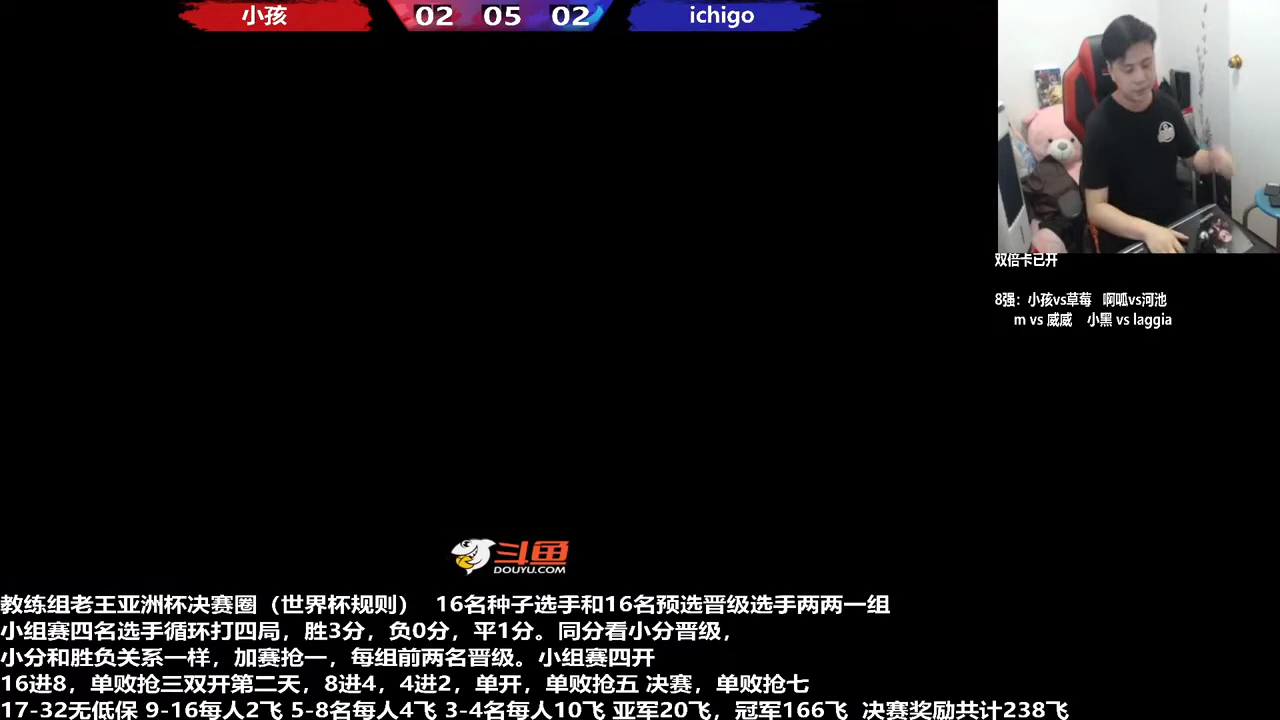 小孩 02 05 02 ichigo
双倍卡已开
8强：小孩vs草莓 啊呱vs河池
m vs 威威 小黑 vs laggia
斗鱼
DOUYU.COM
教练组老王亚洲杯决赛圈（世界杯规则） 16名种子选手和16名预选晋级选手两两一组
小组赛四名选手循环打四局，胜3分，负0分，平1分。同分看小分晋级，
小分和胜负关系一样，加赛抢一，每组前两名晋级。小组赛四开
16进8，单败抢三双开第二天，8进4，4进2，单开，单败抢五 决赛，单败抢七
17-32无低保 9-16每人2飞 5-8名每人4飞 3-4名每人10飞 亚军20飞，冠军166飞 决赛奖励共计238飞